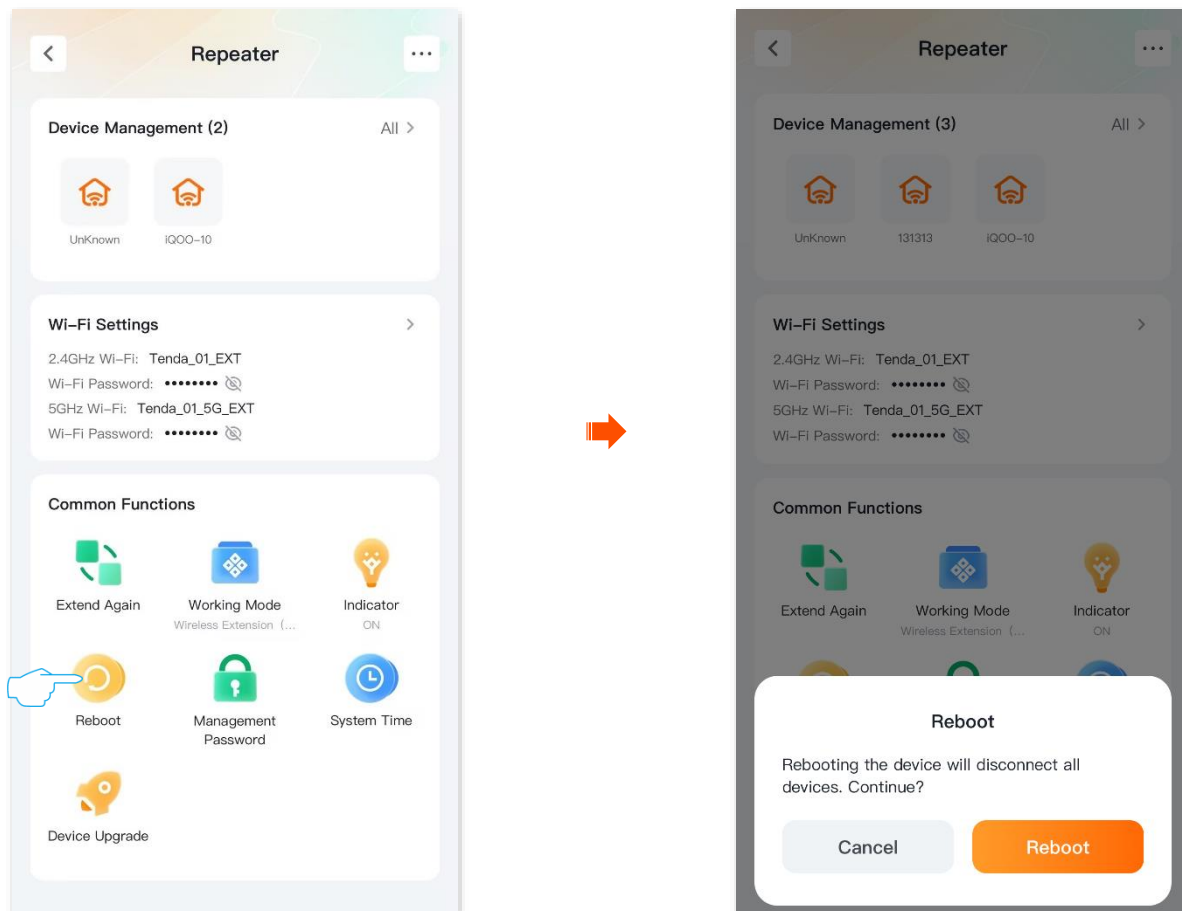 Repeater
Device Management (2)
All
UnKnown
iQOO-10
Wi-Fi Settings
2.4GHz Wi-Fi: Tenda_01_EXT
Wi-Fi Password: ••••••••
5GHz Wi-Fi: Tenda_01_5G_EXT
Wi-Fi Password: ••••••••
Common Functions
Extend Again
Working Mode
Wireless Extension (...
Indicator
ON
Reboot
Management
Password
System Time
Device Upgrade
Repeater
Device Management (3)
All
UnKnown
131313
iQOO-10
Wi-Fi Settings
2.4GHz Wi-Fi: Tenda_01_EXT
Wi-Fi Password: ••••••••
5GHz Wi-Fi: Tenda_01_5G_EXT
Wi-Fi Password: ••••••••
Common Functions
Extend Again
Working Mode
Wireless Extension (...
Indicator
ON
Reboot
Rebooting the device will disconnect all
devices. Continue?
Cancel
Reboot